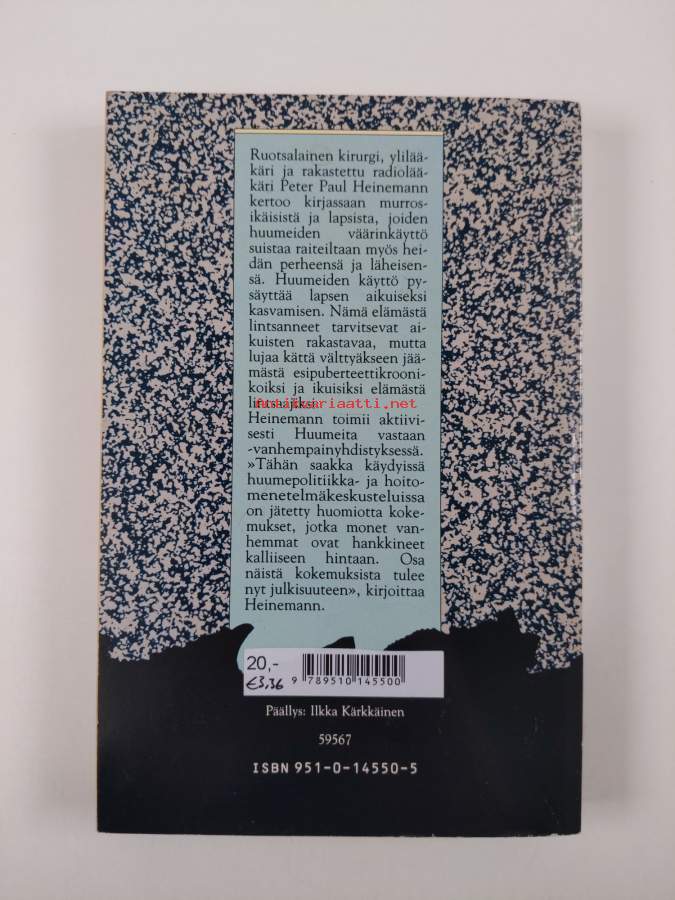 Ruotsalainen kirurgi, ylilää-
käri ja rakastettu radiolää-
käri Peter Paul Heinemann
kertoo kirjassaan murros-
ikäisistä ja lapsista, joiden
huumeiden väärinkäyttö
suistaa raiteiltaan myös hei-
dän perheensä ja läheisen-
sä. Huumeiden käyttö py-
säyttää lapsen aikuiseksi
kasvamisen. Nämä elämästä
lintsanneet tarvitsevat ai-
kuisten rakastavaa, mutta
lujaa kättä välttyäkseen jää-
mästä esipuberteettikrooni-
koiksi ja ikuisiksi elämästä
lintsaajiksi.
antikvariaatti.net
Heinemann toimii aktiivi-
sesti Huumeita vastaan
-vanhempainyhdistyksessä.
»Tähän saakka käydyissä
huumepolitiikka- ja hoito-
menetelmäkeskusteluissa
on jätetty huomiotta koke-
mukset, jotka monet van-
hemmat ovat hankkineet
kalliiseen hintaan. Osa
näistä kokemuksista tulee
nyt julkisuuteen», kirjoittaa
Heinemann.
20,-
€3,36
9 789510 145500
Päällys: Ilkka Kärkkäinen
59567
ISBN 951-0-14550-5